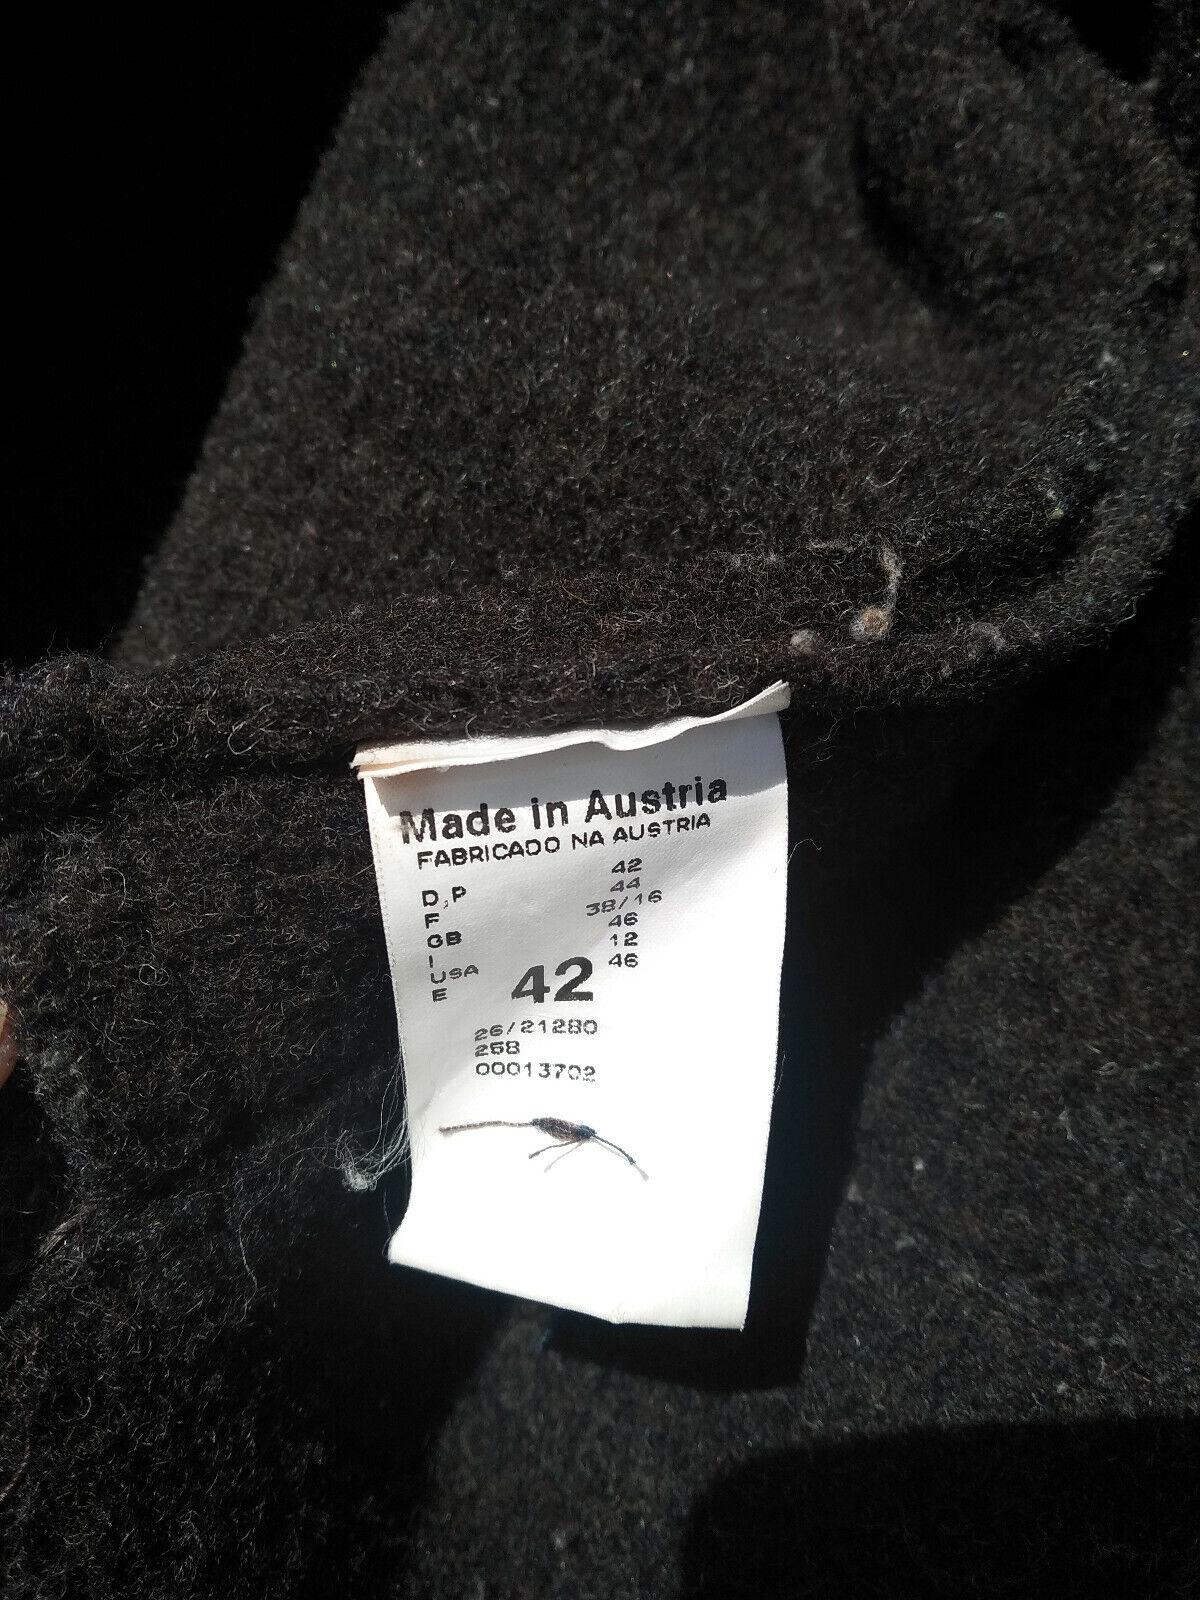 Made in Austria
FABRICADO NA AUSTRIA
D,P 42
F 44
GB 38/16
I 46
USA 12
E 46
42
26/21280
268
00013702